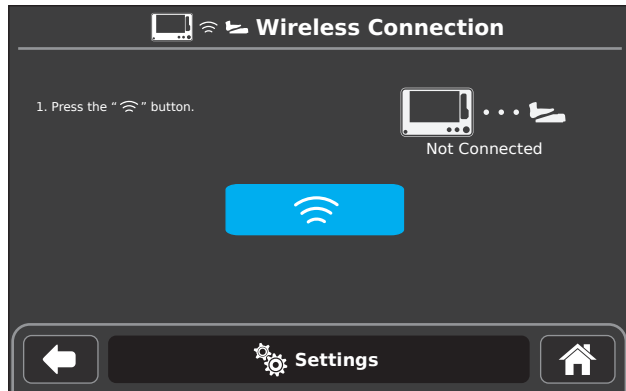 Wireless Connection
1. Press the “ ” button.
Not Connected
Settings